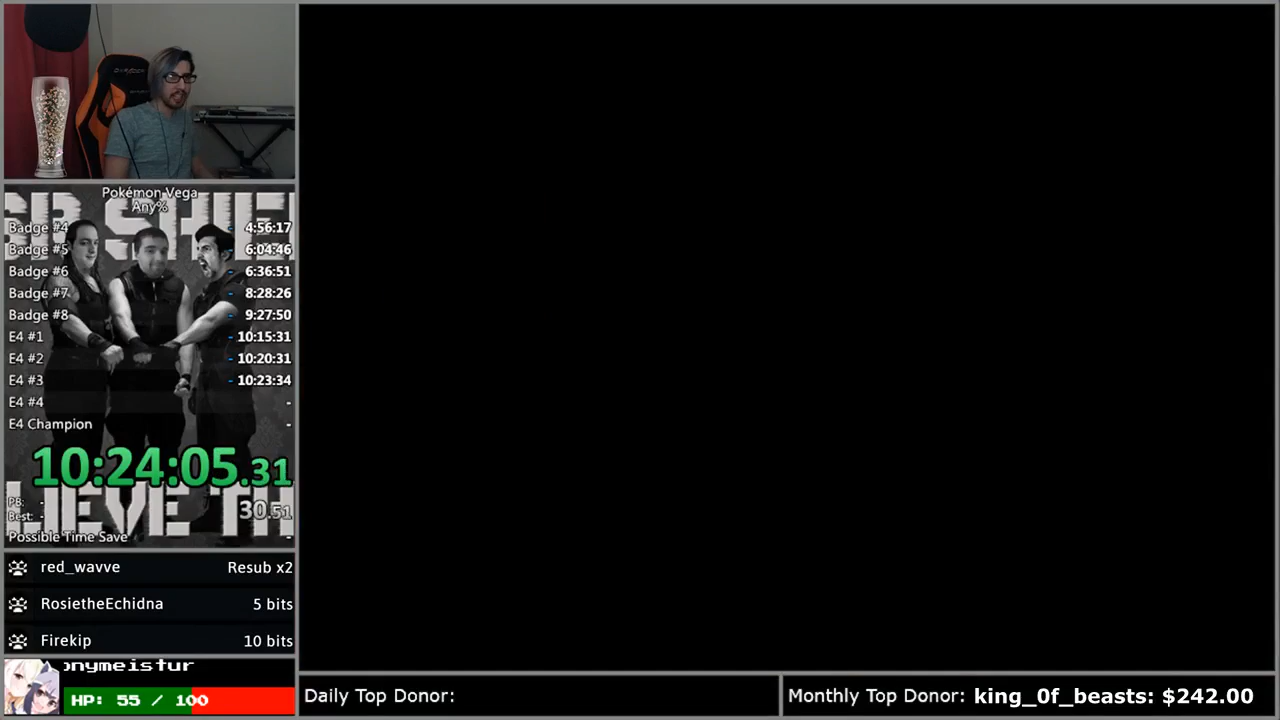 Pokémon Vega
Any%
Badge #4 - 4:56:17
Badge #5 - 6:04:46
Badge #6 - 6:36:51
Badge #7 - 8:28:26
Badge #8 - 9:27:50
E4 #1 - 10:15:31
E4 #2 - 10:20:31
E4 #3 - 10:23:34
E4 #4 -
E4 Champion -
10:24:05.31
PB: -
30.51
Best: -
LIEVE TH
Possible Time Save -
red_wavve Resub x2
RosietheEchidna 5 bits
Firekip 10 bits
onymeistur
HP: 55 / 100
Daily Top Donor:
Monthly Top Donor: king_0f_beasts: $242.00